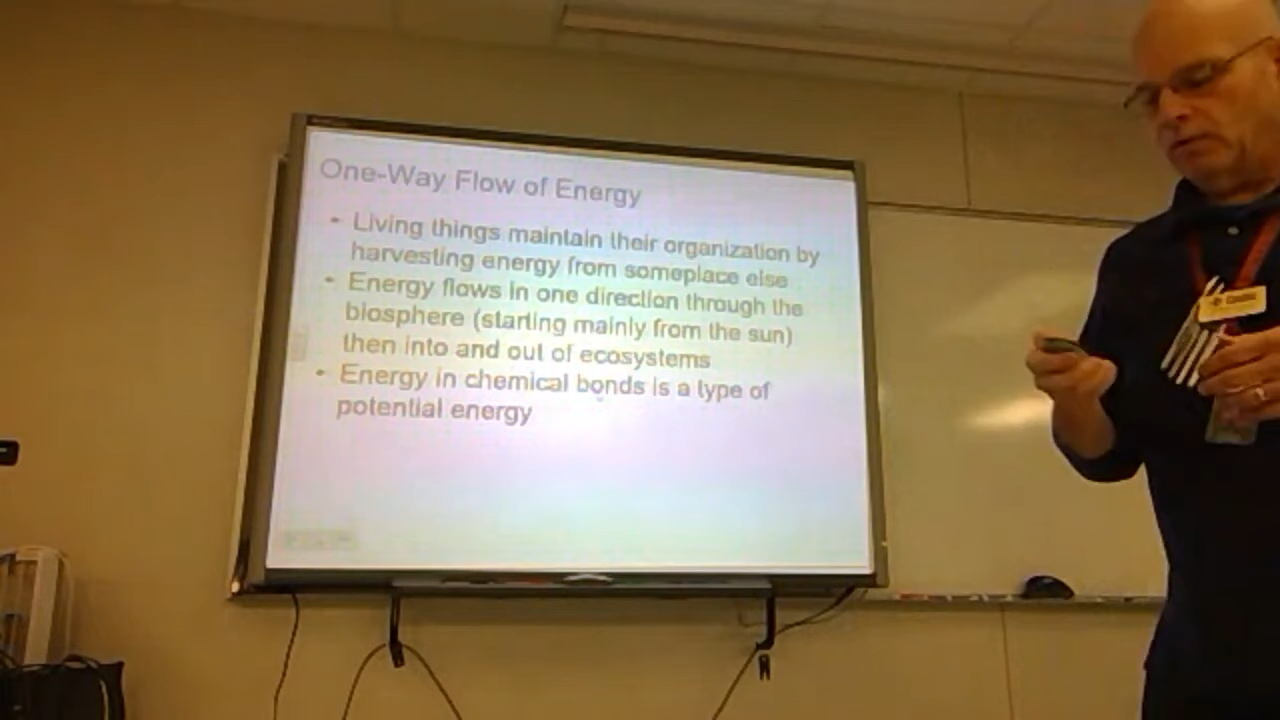 One-Way Flow of Energy
• Living things maintain their organization by
harvesting energy from someplace else
• Energy flows in one direction through the
biosphere (starting mainly from the sun)
then into and out of ecosystems
• Energy in chemical bonds is a type of
potential energy